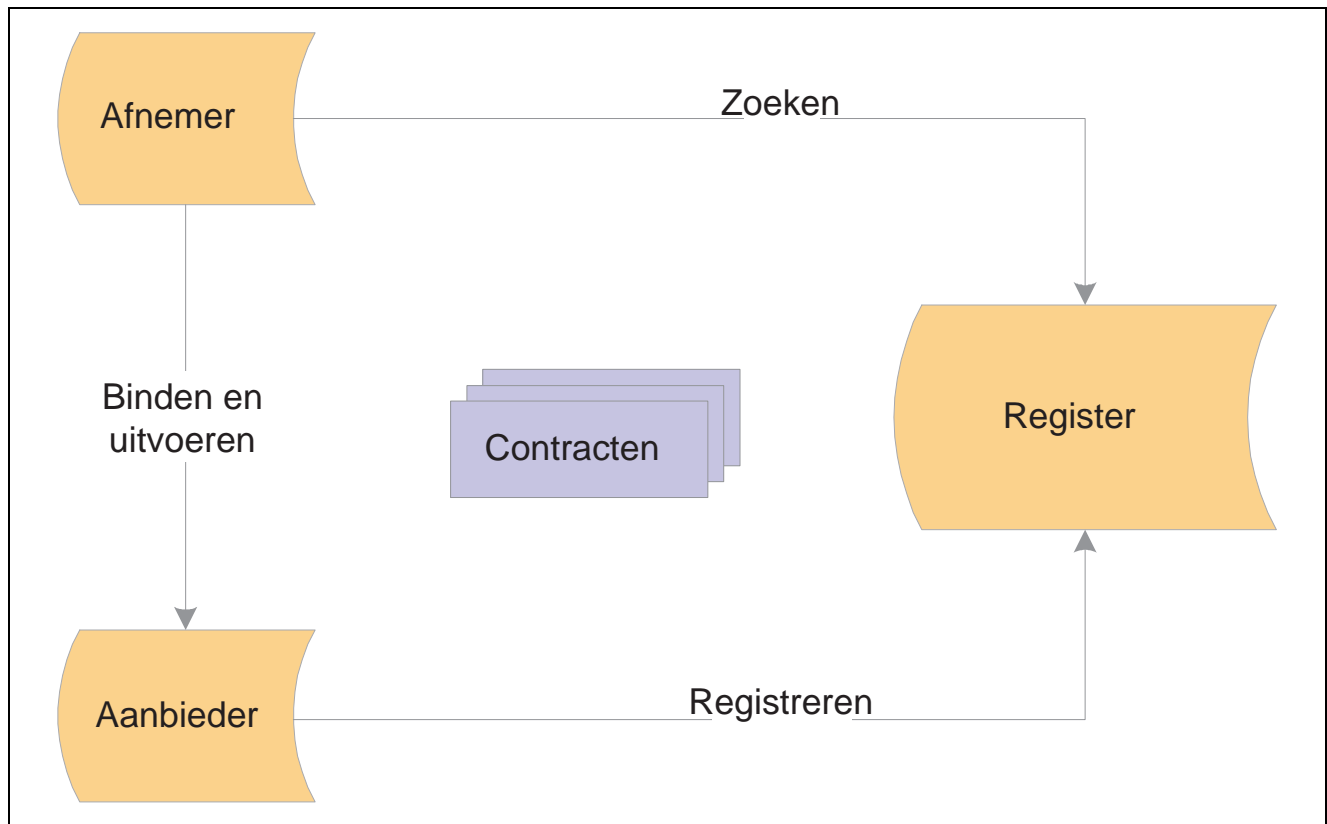 Afnemer
Zoeken
Binden en
uitvoeren
Contracten
Register
Aanbieder
Registreren